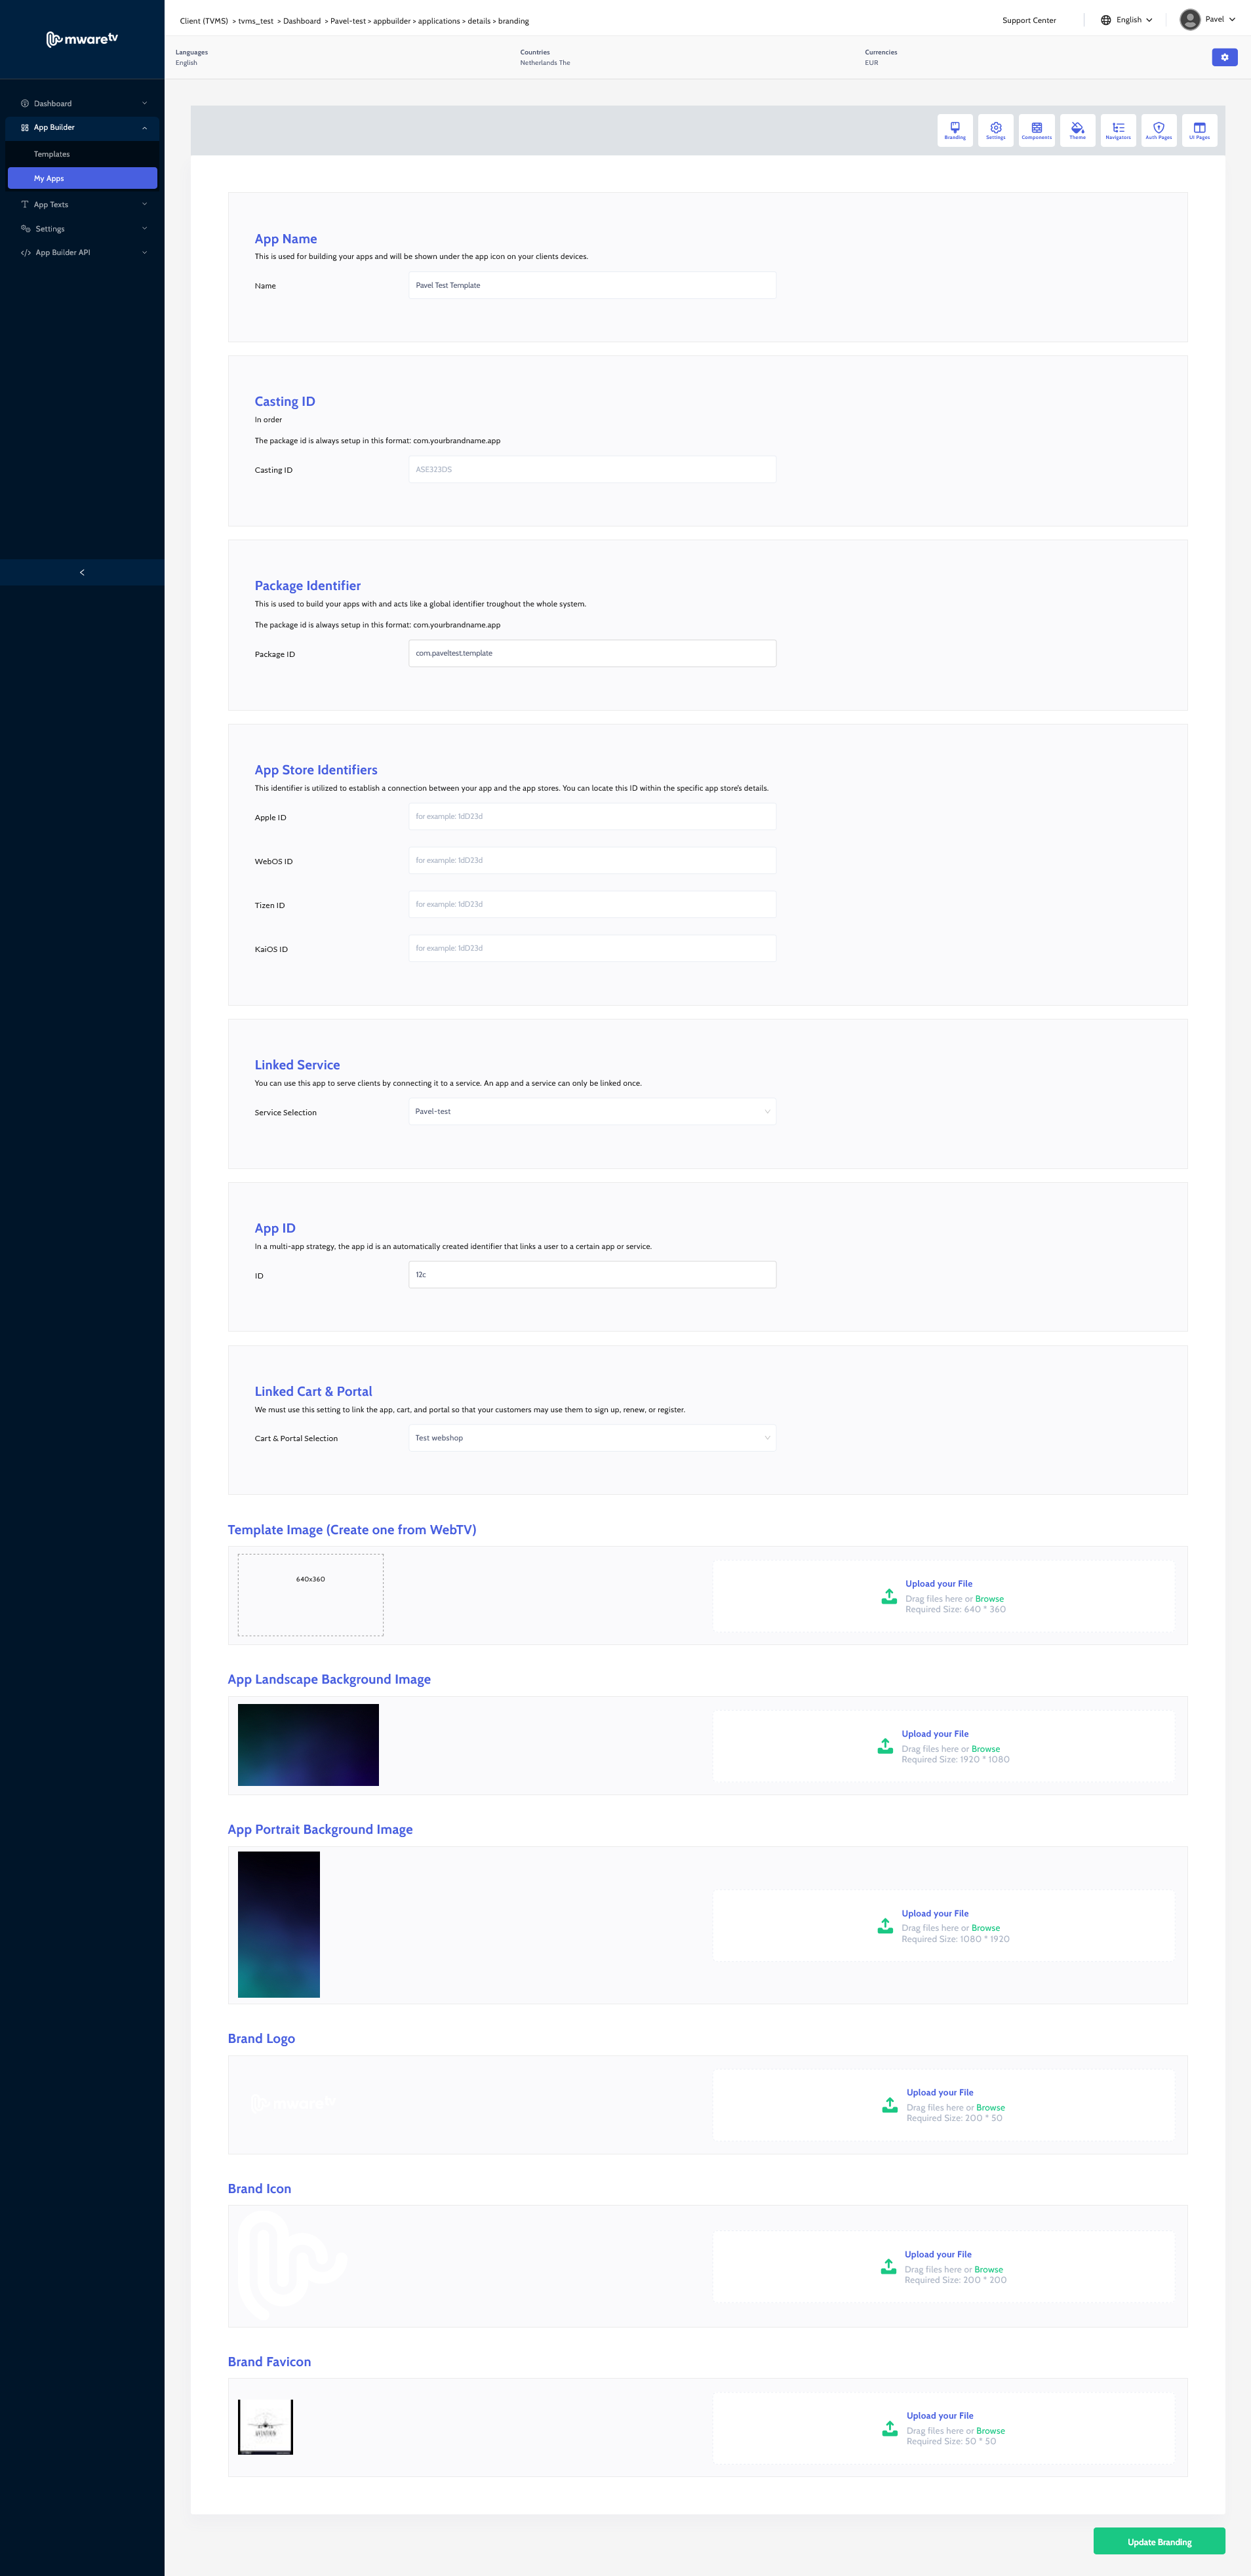 mware tv
Client (TVMS) > tvms_test > Dashboard > Pavel-test > appbuilder > applications > details > branding
Support Center
English
Pavel
Languages
English
Countries
Netherlands The
Currencies
EUR
Dashboard
App Builder
Templates
My Apps
App Texts
Settings
App Builder API
Branding
Settings
Components
Theme
Navigators
Auth Pages
UI Pages
App Name
This is used for building your apps and will be shown under the app icon on your clients devices.
Name
Pavel Test Template
Casting ID
In order
The package id is always setup in this format: com.yourbrandname.app
Casting ID
ASE323DS
Package Identifier
This is used to build your apps with and acts like a global identifier troughout the whole system.
The package id is always setup in this format: com.yourbrandname.app
Package ID
com.paveltest.template
App Store Identifiers
This identifier is utilized to establish a connection between your app and the app stores. You can locate this ID within the specific app store's details.
Apple ID
for example: 1dD23d
WebOS ID
for example: 1dD23d
Tizen ID
for example: 1dD23d
KaiOS ID
for example: 1dD23d
Linked Service
You can use this app to serve clients by connecting it to a service. An app and a service can only be linked once.
Service Selection
Pavel-test
App ID
In a multi-app strategy, the app id is an automatically created identifier that links a user to a certain app or service.
ID
12c
Linked Cart & Portal
We must use this setting to link the app, cart, and portal so that your customers may use them to sign up, renew, or register.
Cart & Portal Selection
Test webshop
Template Image (Create one from WebTV)
640x360
Upload your File
Drag files here or Browse
Required Size: 640 * 360
App Landscape Background Image
Upload your File
Drag files here or Browse
Required Size: 1920 * 1080
App Portrait Background Image
Upload your File
Drag files here or Browse
Required Size: 1080 * 1920
Brand Logo
mware tv
Upload your File
Drag files here or Browse
Required Size: 200 * 50
Brand Icon
Upload your File
Drag files here or Browse
Required Size: 200 * 200
Brand Favicon
Upload your File
Drag files here or Browse
Required Size: 50 * 50
Update Branding